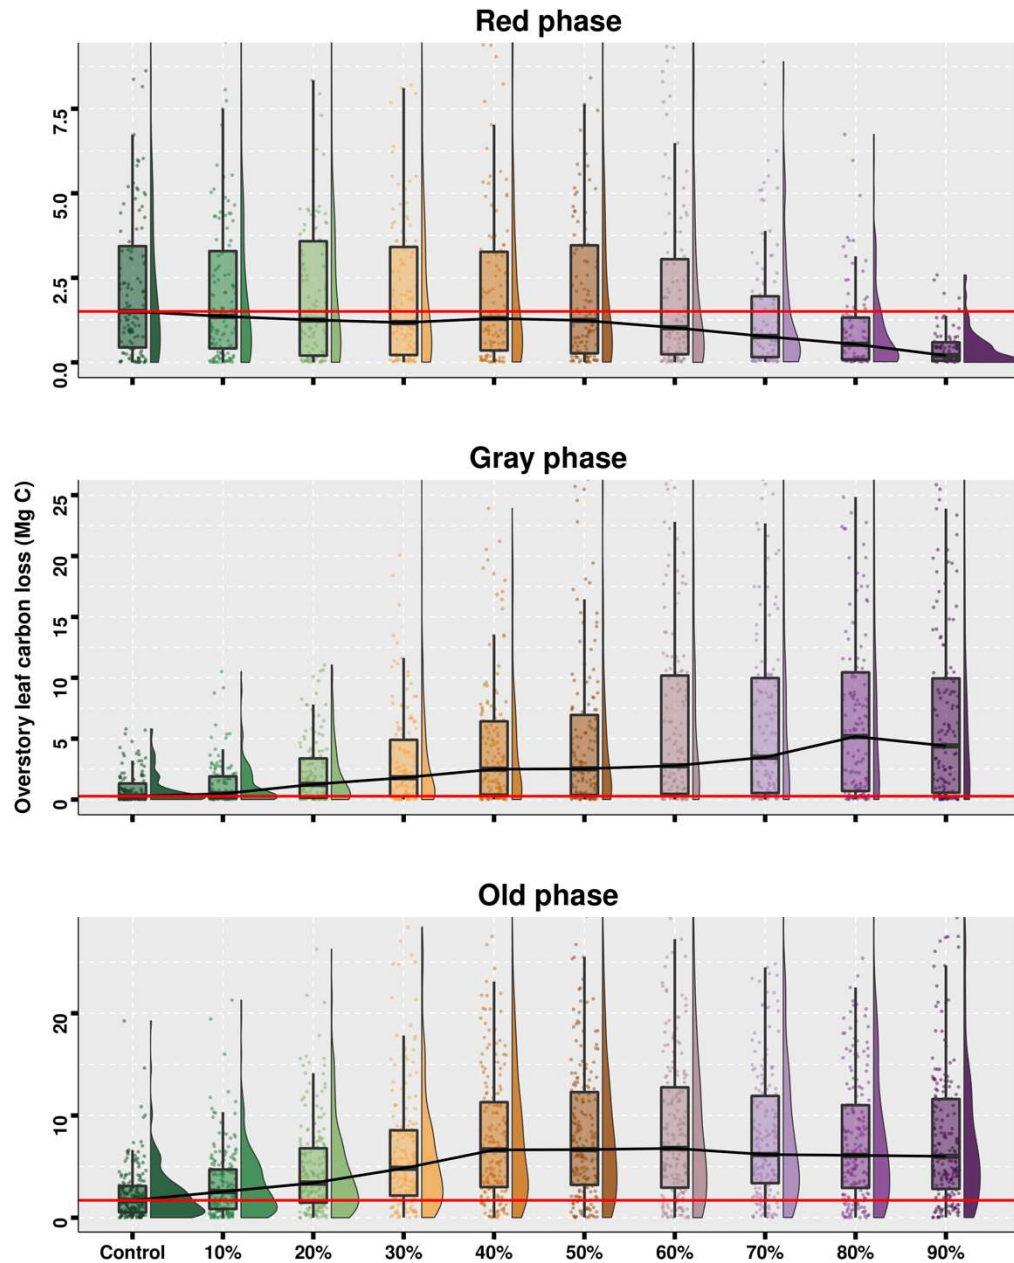 Red phase
7.5
5.0
2.5
0.0
Gray phase
25
20
15
10
5
0
Overstory leaf carbon loss (Mg C)
Old phase
20
10
0
Control 10% 20% 30% 40% 50% 60% 70% 80% 90%